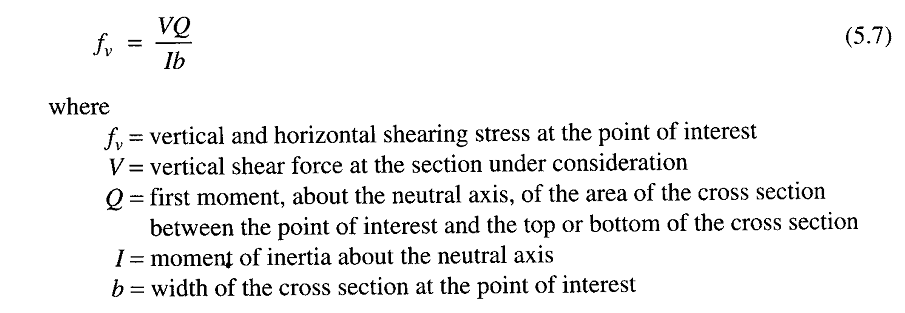 f_v = VQ/Ib (5.7)
where
f_v = vertical and horizontal shearing stress at the point of interest
V = vertical shear force at the section under consideration
Q = first moment, about the neutral axis, of the area of the cross section
between the point of interest and the top or bottom of the cross section
I = moment of inertia about the neutral axis
b = width of the cross section at the point of interest